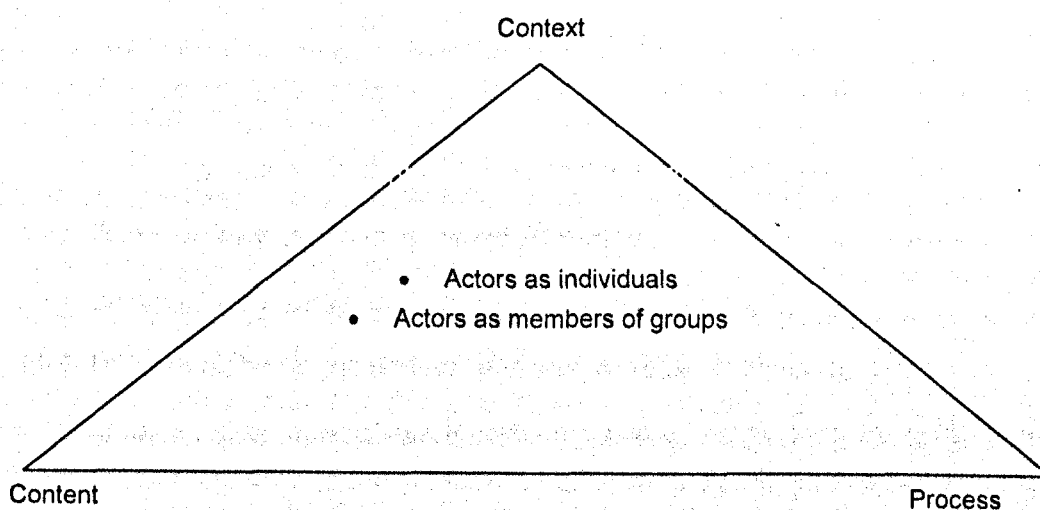 Context
• Actors as individuals
• Actors as members of groups
Content
Process